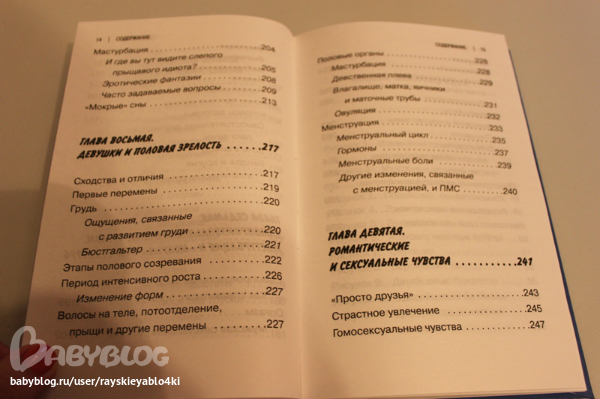 14 | СОДЕРЖАНИЕ
Мастурбация ........................ 204
И где вы тут видите слепого
прыщавого идиота? ............... 205
Эротические фантазии ............ 208
Часто задаваемые вопросы ....... 209
«Мокрые» сны ...................... 213
ГЛАВА ВОСЬМАЯ.
ДЕВУШКИ И ПОЛОВАЯ ЗРЕЛОСТЬ ...... 217
Сходства и отличия ................ 217
Первые перемены .................. 219
Грудь .............................. 220
Ощущения, связанные
с развитием груди ............... 220
Бюстгальтер ...................... 221
Этапы полового созревания ........ 222
Период интенсивного роста ........ 226
Изменение форм .................. 227
Волосы на теле, потоотделение,
прыщи и другие перемены ........ 227
СОДЕРЖАНИЕ | 15
Половые органы .................... 228
Мастурбация ...................... 228
Девственная плева ............... 229
Влагалище, матка, яичники
и маточные трубы ............... 231
Овуляция ......................... 232
Менструация ....................... 233
Менструальный цикл .............. 235
Гормоны .......................... 237
Менструальные боли .............. 239
Другие изменения, связанные
с менструацией, и ПМС ........... 240
ГЛАВА ДЕВЯТАЯ.
РОМАНТИЧЕСКИЕ
И СЕКСУАЛЬНЫЕ ЧУВСТВА ........... 241
«Просто друзья» ................... 243
Страстное увлечение ............... 245
Гомосексуальные чувства ........... 247
BABYBLOG
babyblog.ru/user/rayskieyablo4ki